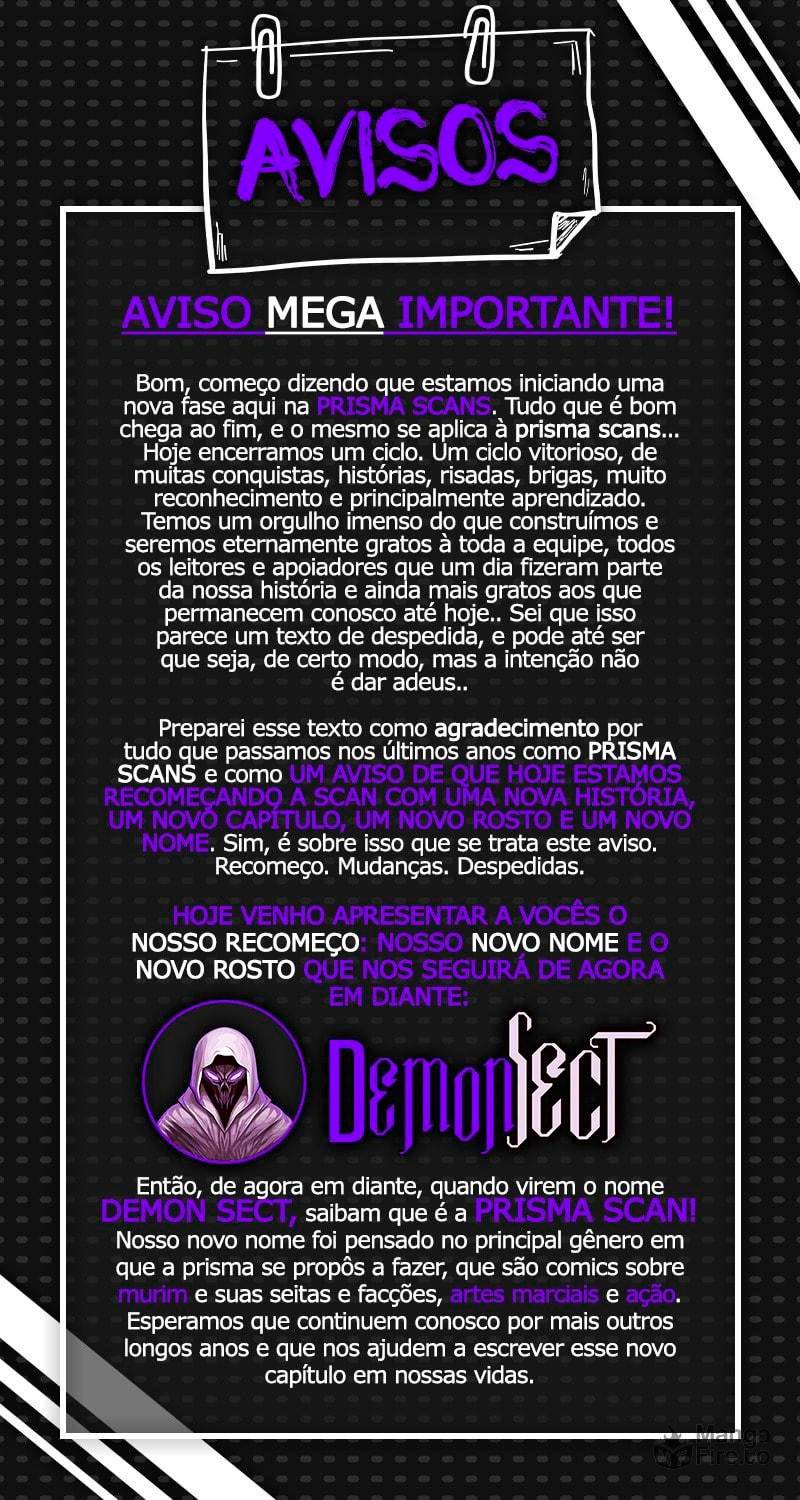 AVISOS
AVISO MEGA IMPORTANTE!
Bom, começo dizendo que estamos iniciando uma
nova fase aqui na PRISMA SCANS. Tudo que é bom
chega ao fim, e o mesmo se aplica à prisma scans...
Hoje encerramos um ciclo. Um ciclo vitorioso, de
muitas conquistas, histórias, risadas, brigas, muito
reconhecimento e principalmente aprendizado.
Temos um orgulho imenso do que construímos e
seremos eternamente gratos à toda a equipe, todos
os leitores e apoiadores que um dia fizeram parte
da nossa história e ainda mais gratos aos que
permanecem conosco até hoje.. Sei que isso
parece um texto de despedida, e pode até ser
que seja, de certo modo, mas a intenção não
é dar adeus..
Preparei esse texto como agradecimento por
tudo que passamos nos últimos anos como PRISMA
SCANS e como UM AVISO DE QUE HOJE ESTAMOS
RECOMEÇANDO A SCAN COM UMA NOVA HISTÓRIA,
UM NOVO CAPÍTULO, UM NOVO ROSTO E UM NOVO
NOME. Sim, é sobre isso que se trata este aviso.
Recomeço. Mudanças. Despedidas.
HOJE VENHO APRESENTAR A VOCÊS O
NOSSO RECOMEÇO: NOSSO NOVO NOME E O
NOVO ROSTO QUE NOS SEGUIRÁ DE AGORA
EM DIANTE:
DEMONSECT
Então, de agora em diante, quando virem o nome
DEMON SECT, saibam que é a PRISMA SCAN!
Nosso novo nome foi pensado no principal gênero em
que a prisma se propôs a fazer, que são comics sobre
murim e suas seitas e facções, artes marciais e ação.
Esperamos que continuem conosco por mais outros
longos anos e que nos ajudem a escrever esse novo
capítulo em nossas vidas.
Manga
Fire.to